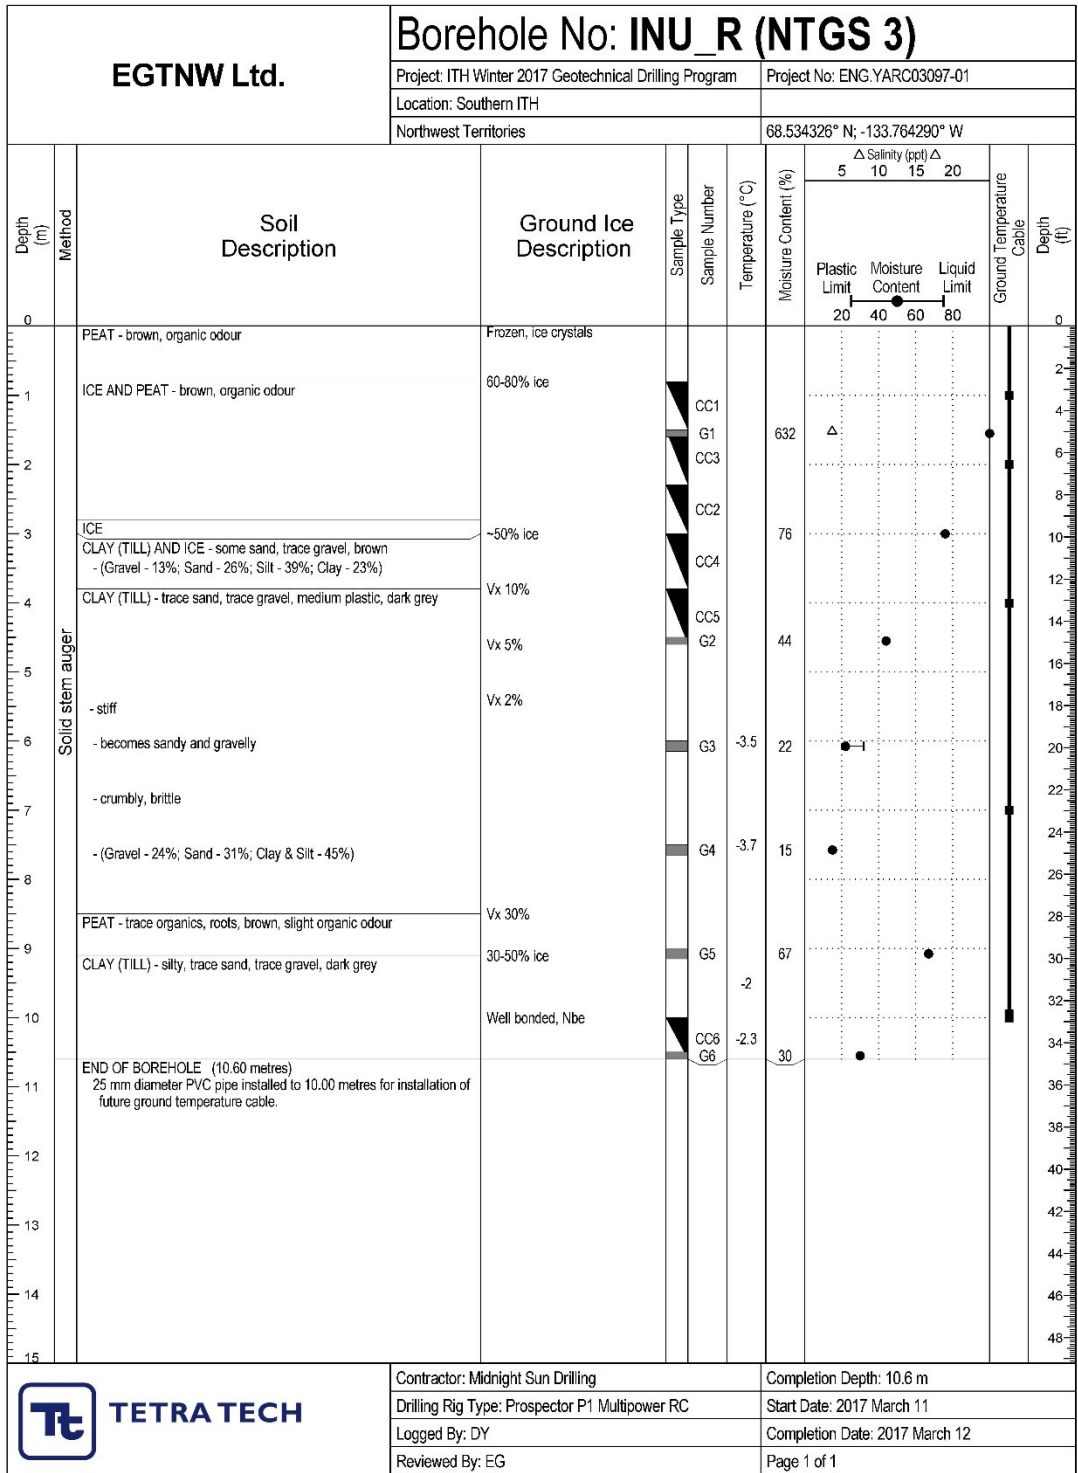 EGTNW Ltd.
Borehole No: INU_R (NTGS 3)
Project: ITH Winter 2017 Geotechnical Drilling Program
Project No: ENG.YARC03097-01
Location: Southern ITH
Northwest Territories
68.534326° N; -133.764290° W
Depth
(m)
Method
Soil
Description
Ground Ice
Description
Sample Type
Sample Number
Temperature (°C)
Moisture Content (%)
△ Salinity (ppt) △
5 10 15 20
Plastic
Limit
Moisture
Content
Liquid
Limit
20 40 60 80
Ground Temperature
Cable
Depth
(ft)
0
0
Solid stem auger
PEAT - brown, organic odour
Frozen, ice crystals
2
ICE AND PEAT - brown, organic odour
60-80% ice
1
CC1
4
G1
632
△
CC3
6
2
8
CC2
ICE
3
~50% ice
76
10
CLAY (TILL) AND ICE - some sand, trace gravel, brown
- (Gravel - 13%; Sand - 26%; Silt - 39%; Clay - 23%)
CC4
12
Vx 10%
4
CLAY (TILL) - trace sand, trace gravel, medium plastic, dark grey
CC5
14
Vx 5%
G2
44
16
5
Vx 2%
- stiff
18
6
- becomes sandy and gravelly
G3
-3.5
22
20
- crumbly, brittle
22
7
24
- (Gravel - 24%; Sand - 31%; Clay & Silt - 45%)
G4
-3.7
15
26
8
Vx 30%
28
PEAT - trace organics, roots, brown, slight organic odour
9
30-50% ice
G5
67
30
CLAY (TILL) - silty, trace sand, trace gravel, dark grey
-2
32
10
Well bonded, Nbe
CC6
-2.3
34
G6
30
END OF BOREHOLE (10.60 metres)
25 mm diameter PVC pipe installed to 10.00 metres for installation of
future ground temperature cable.
11
36
38
12
40
42
13
44
14
46
48
15
Tt
TETRA TECH
Contractor: Midnight Sun Drilling
Completion Depth: 10.6 m
Drilling Rig Type: Prospector P1 Multipower RC
Start Date: 2017 March 11
Logged By: DY
Completion Date: 2017 March 12
Reviewed By: EG
Page 1 of 1